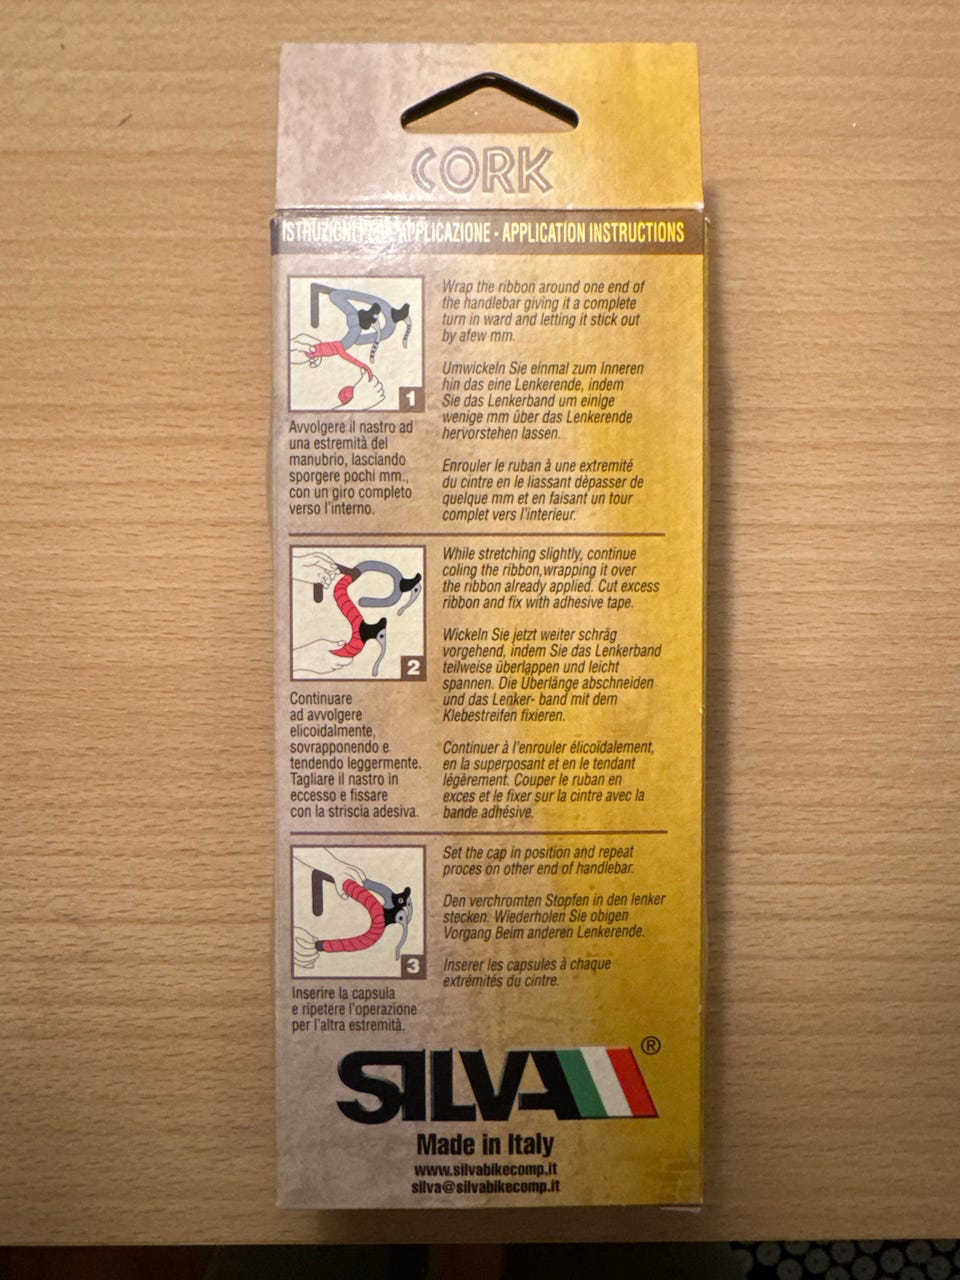 CORK
ISTRUZIONI APPLICAZIONE - APPLICATION INSTRUCTIONS
1
Avvolgere il nastro ad
una estremità del
manubrio, lasciando
sporgere pochi mm.,
con un giro completo
verso l'interno.
Wrap the ribbon around one end of
the handlebar giving it a complete
turn in ward and letting it stick out
by afew mm.
Umwickeln Sie einmal zum Inneren
hin das eine Lenkerende, indem
Sie das Lenkerband um einige
wenige mm über das Lenkerende
hervorstehen lassen.
Enrouler le ruban à une extremité
du cintre en le liassant dèpasser de
quelque mm et en faisant un tour
complet vers l'interieur.
2
Continuare
ad avvolgere
elicoidalmente,
sovrapponendo e
tendendo leggermente.
Tagliare il nastro in
eccesso e fissare
con la striscia adesiva.
While stretching slightly, continue
coling the ribbon,wrapping it over
the ribbon already applied. Cut excess
ribbon and fix with adhesive tape.
Wickeln Sie jetzt weiter schräg
vorgehend, indem Sie das Lenkerband
teilweise überlappen und leicht
spannen. Die Überlänge abschneiden
und das Lenker- band mit dem
Klebestreifen fixieren.
Continuer à l'enrouler élicoïdalement,
en la superposant et en le tendant
légèrement. Couper le ruban en
exces et le fixer sur la cintre avec la
bande adhésive.
3
Inserire la capsula
e ripetere l'operazione
per l'altra estremità.
Set the cap in position and repeat
proces on other end of handlebar.
Den verchromten Stopfen in den lenker
stecken. Wiederholen Sie obigen
Vorgang Beim anderen Lenkerende.
Inserer les capsules à chaque
extrémités du cintre.
SILVA ®
Made in Italy
www.silvabikecomp.it
silva@silvabikecomp.it